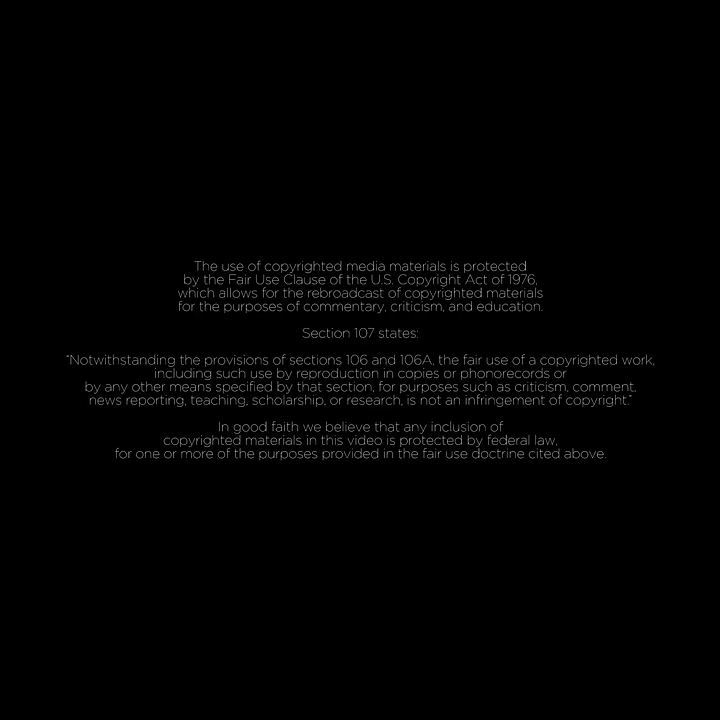 The use of copyrighted media materials is protected
by the Fair Use Clause of the U.S. Copyright Act of 1976,
which allows for the rebroadcast of copyrighted materials
for the purposes of commentary, criticism, and education.
Section 107 states:
"Notwithstanding the provisions of sections 106 and 106A, the fair use of a copyrighted work,
including such use by reproduction in copies or phonorecords or
by any other means specified by that section, for purposes such as criticism, comment,
news reporting, teaching, scholarship, or research, is not an infringement of copyright."
In good faith we believe that any inclusion of
copyrighted materials in this video is protected by federal law,
for one or more of the purposes provided in the fair use doctrine cited above.